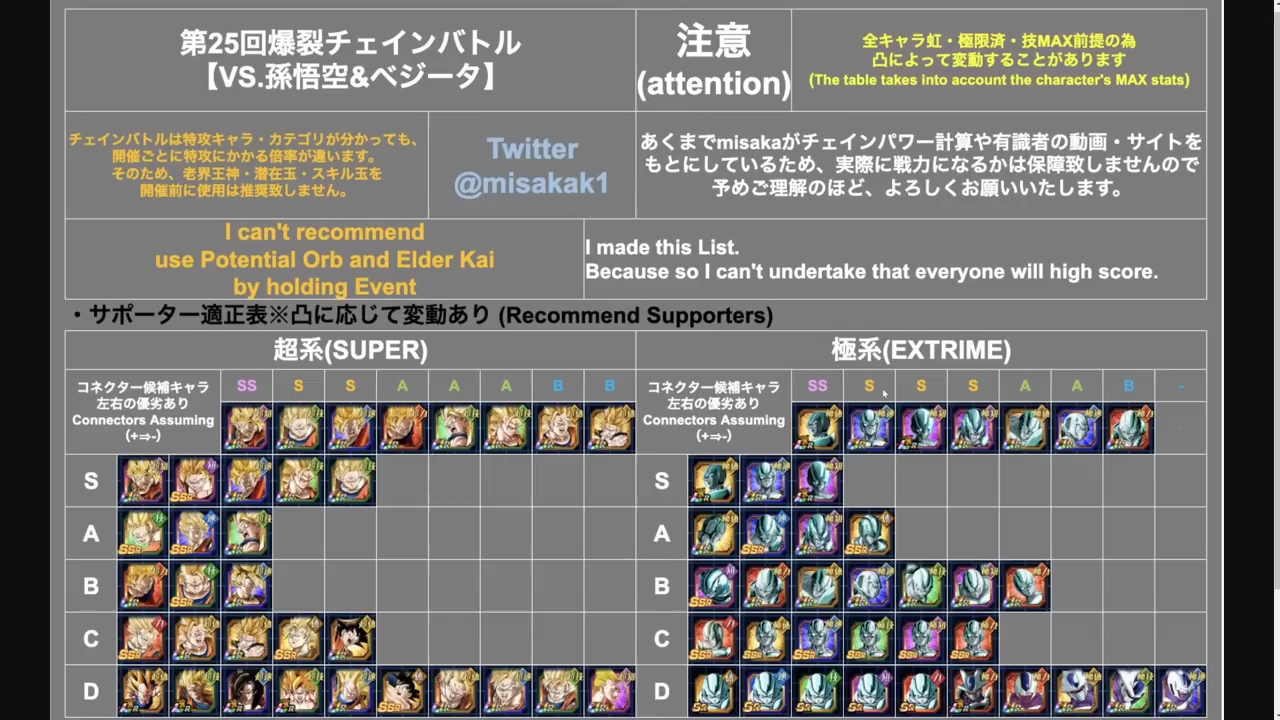 第25回爆裂チェインバトル
【VS.孫悟空&ベジータ】
注意
(attention)
全キャラ虹・極限済・技MAX前提の為
凸によって変動することがあります
(The table takes into account the character's MAX stats)
チェインバトルは特攻キャラ・カテゴリが分かっても、
開催ごとに特攻にかかる倍率が違います。
そのため、老界王神・潜在玉・スキル玉を
開催前に使用は推奨致しません。
Twitter
@misakak1
あくまでmisakaがチェインパワー計算や有識者の動画・サイトを
もとにしているため、実際に戦力になるかは保障致しませんので
予めご理解のほど、よろしくお願いいたします。
I can't recommend
use Potential Orb and Elder Kai
by holding Event
I made this List.
Because so I can't undertake that everyone will high score.
・サポーター適正表※凸に応じて変動あり (Recommend Supporters)
超系(SUPER)
極系(EXTRIME)
コネクター候補キャラ
左右の優劣あり
Connectors Assuming
(+⇒-)
SS S S A A A B B
コネクター候補キャラ
左右の優劣あり
Connectors Assuming
(+⇒-)
SS S S S A A B -
S
S
A
A
B
B
C
C
D
D